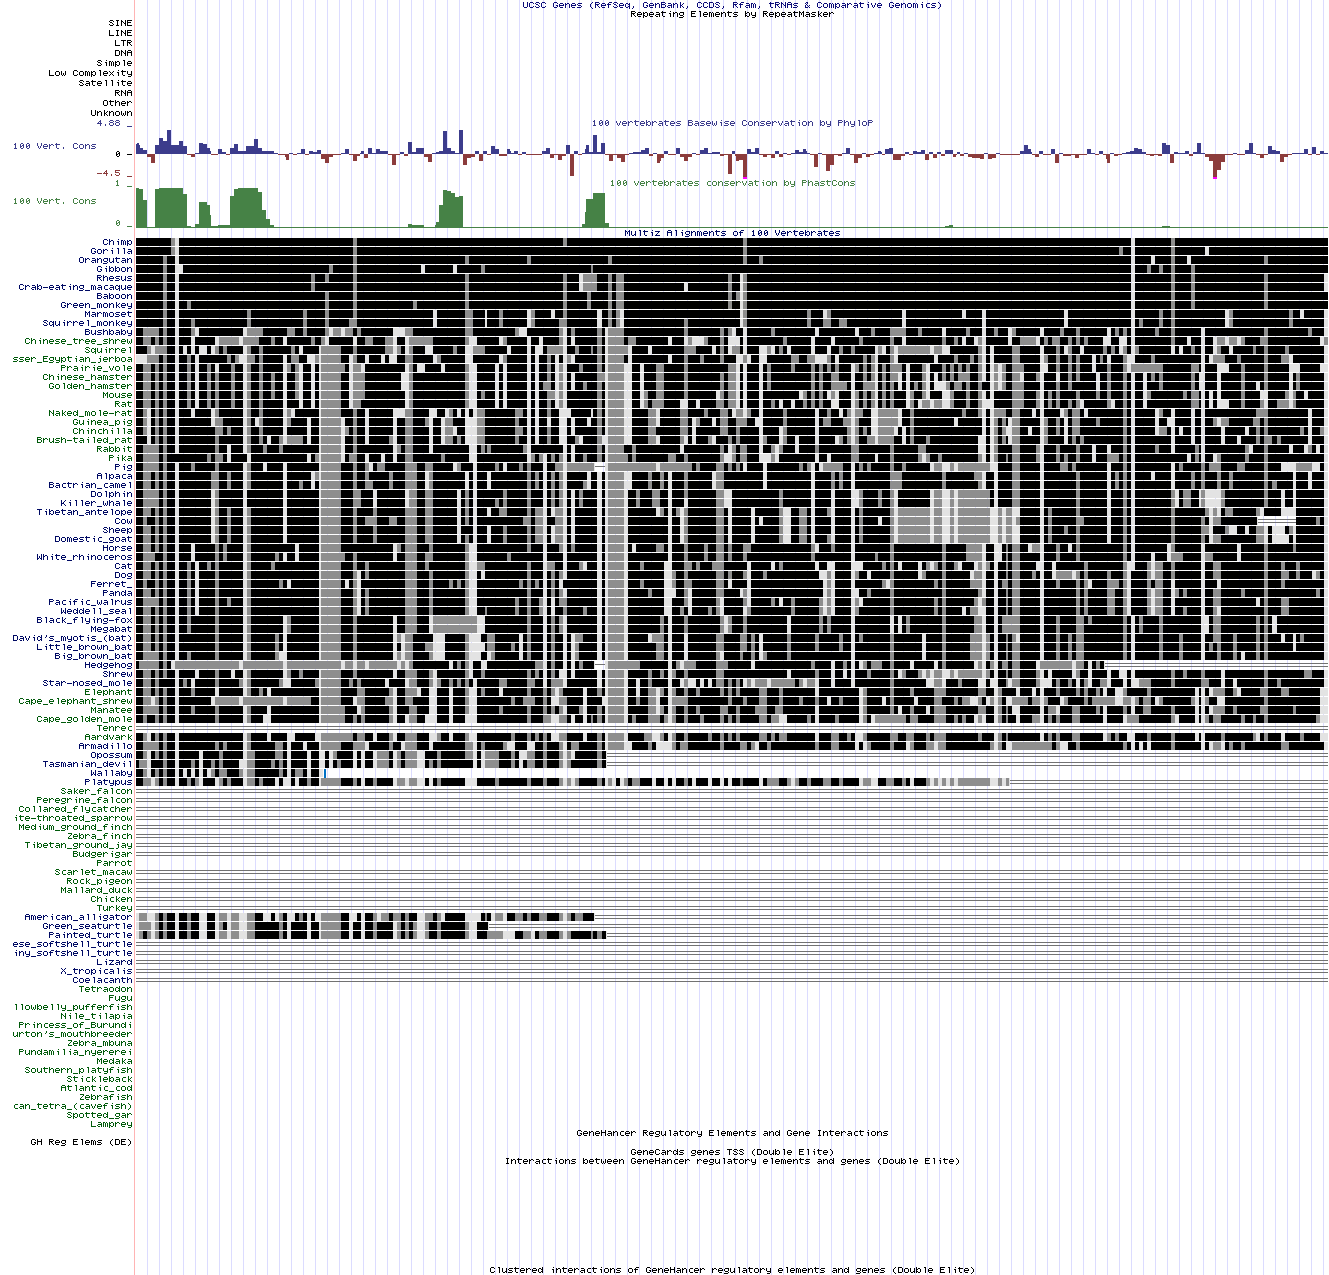 UCSC Genes (RefSeq, GenBank, CCDS, Rfam, tRNAs & Comparative Genomics)
Repeating Elements by RepeatMasker
SINE
LINE
LTR
DNA
Simple
Low Complexity
Satellite
RNA
Other
Unknown
4.88 _
100 vertebrates Basewise Conservation by PhyloP
100 Vert. Cons
0 _
-4.5 _
1 _
100 vertebrates conservation by PhastCons
100 Vert. Cons
0 _
Multiz Alignments of 100 Vertebrates
Chimp
Gorilla
Orangutan
Gibbon
Rhesus
Crab-eating_macaque
Baboon
Green_monkey
Marmoset
Squirrel_monkey
Bushbaby
Chinese_tree_shrew
Squirrel
sser_Egyptian_jerboa
Prairie_vole
Chinese_hamster
Golden_hamster
Mouse
Rat
Naked_mole-rat
Guinea_pig
Chinchilla
Brush-tailed_rat
Rabbit
Pika
Pig
Alpaca
Bactrian_camel
Dolphin
Killer_whale
Tibetan_antelope
Cow
Sheep
Domestic_goat
Horse
White_rhinoceros
Cat
Dog
Ferret_
Panda
Pacific_walrus
Weddell_seal
Black_flying-fox
Megabat
David's_myotis_(bat)
Little_brown_bat
Big_brown_bat
Hedgehog
Shrew
Star-nosed_mole
Elephant
Cape_elephant_shrew
Manatee
Cape_golden_mole
Tenrec
Aardvark
Armadillo
Opossum
Tasmanian_devil
Wallaby
Platypus
Saker_falcon
Peregrine_falcon
Collared_flycatcher
ite-throated_sparrow
Medium_ground_finch
Zebra_finch
Tibetan_ground_jay
Budgerigar
Parrot
Scarlet_macaw
Rock_pigeon
Mallard_duck
Chicken
Turkey
American_alligator
Green_seaturtle
Painted_turtle
ese_softshell_turtle
iny_softshell_turtle
Lizard
X_tropicalis
Coelacanth
Tetraodon
Fugu
llowbelly_pufferfish
Nile_tilapia
Princess_of_Burundi
urton's_mouthbreeder
Zebra_mbuna
Pundamilia_nyererei
Medaka
Southern_platyfish
Stickleback
Atlantic_cod
Zebrafish
can_tetra_(cavefish)
Spotted_gar
Lamprey
GeneHancer Regulatory Elements and Gene Interactions
GH Reg Elems (DE)
GeneCards genes TSS (Double Elite)
Interactions between GeneHancer regulatory elements and genes (Double Elite)
Clustered interactions of GeneHancer regulatory elements and genes (Double Elite)